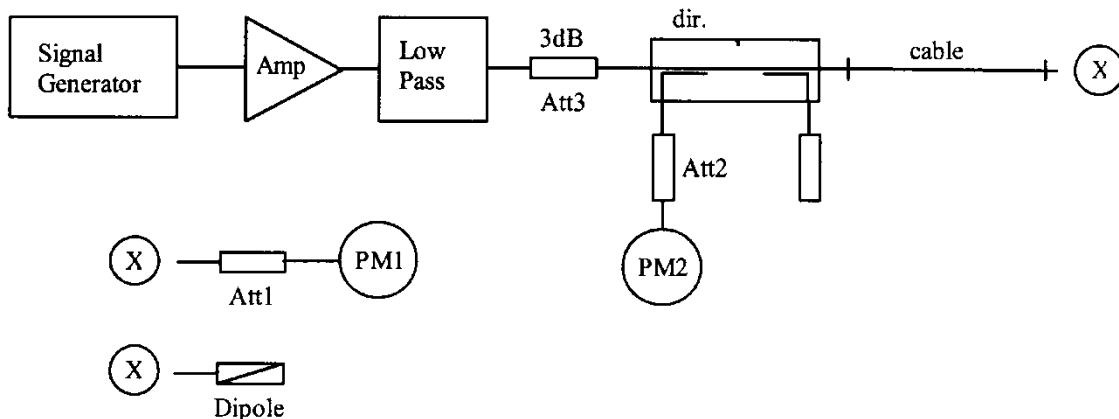 Signal
Generator
Amp
Low
Pass
3dB
Att3
dir.
cable
X
Att2
PM2
X
Att1
PM1
X
Dipole